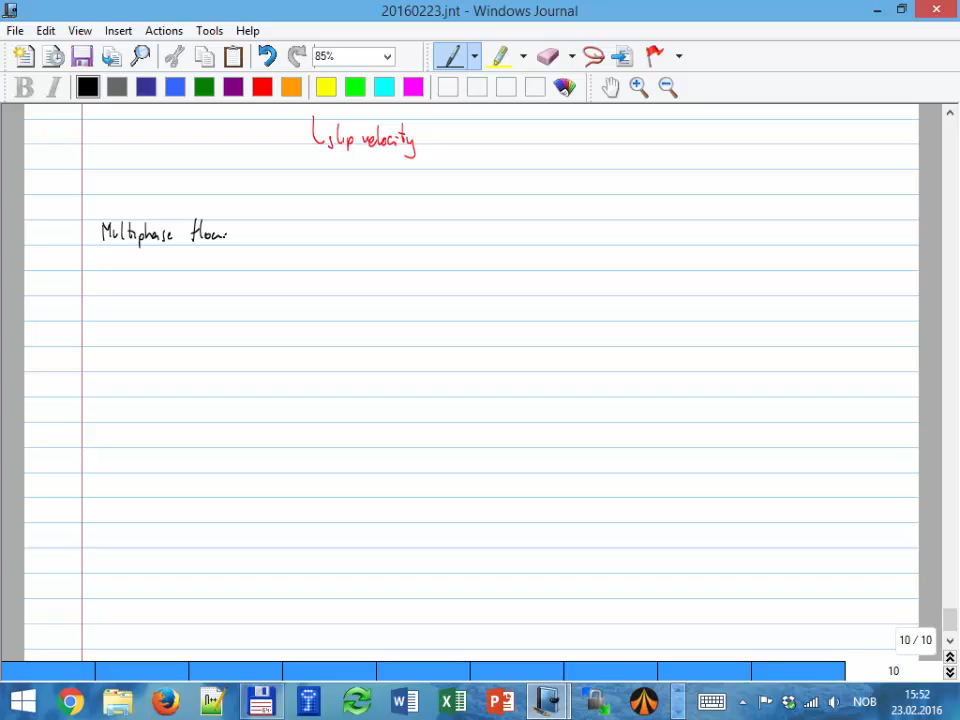 20160223.jnt - Windows Journal
File Edit View Insert Actions Tools Help
85%
B I
slip velocity
Multiphase flow
10 / 10
10
15:52
NOB
23.02.2016